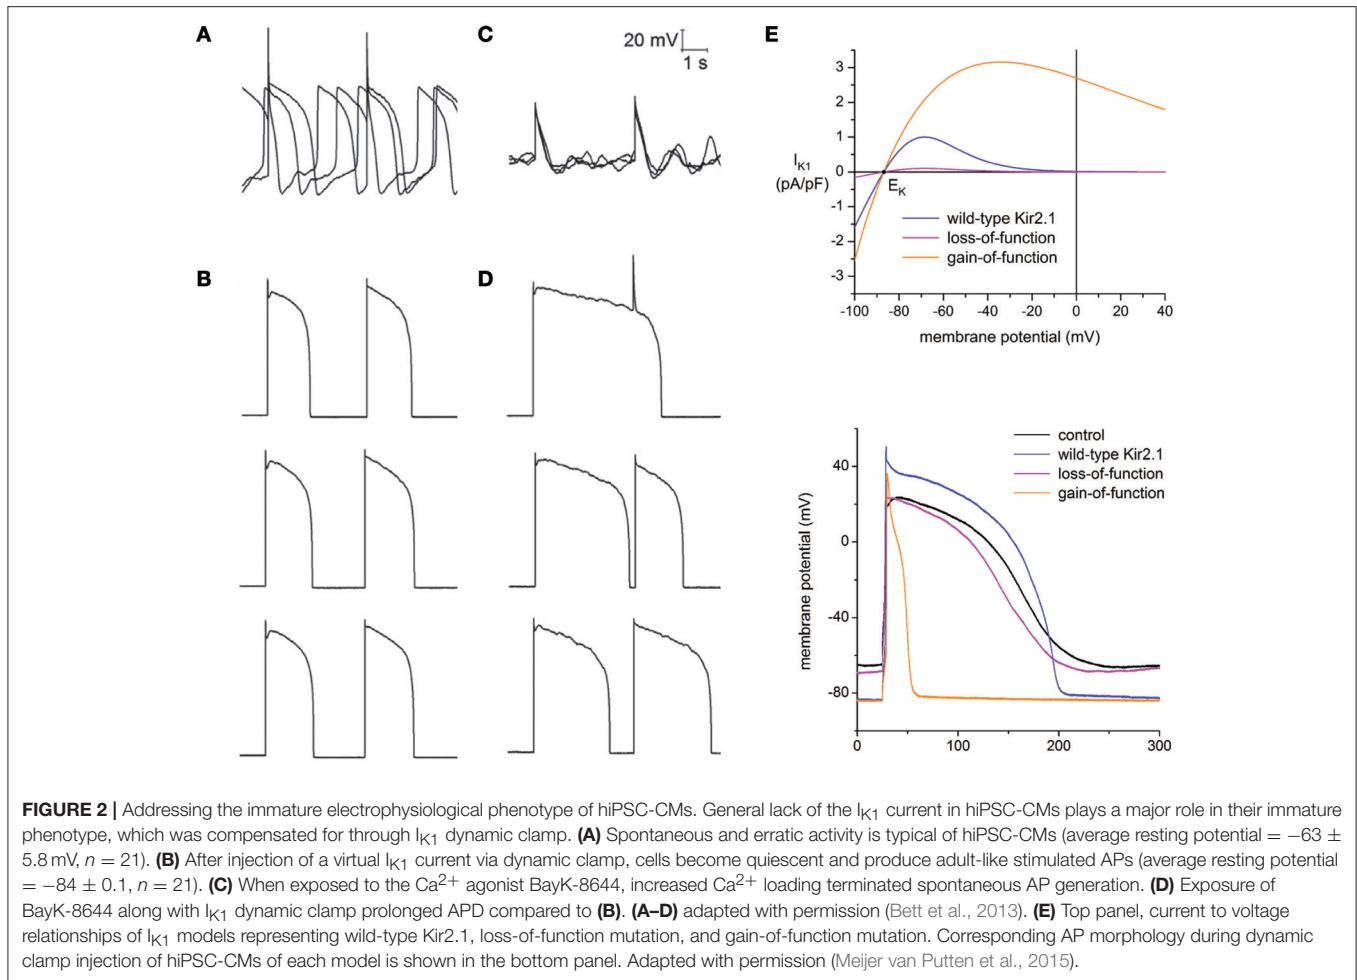 A
C
20 mV
1 s
E
3
2
1
I_K1 0
(pA/pF)
E_K
-1
wild-type Kir2.1
loss-of-function
-2
gain-of-function
-3
-100 -80 -60 -40 -20 0 20 40
membrane potential (mV)
B
D
control
wild-type Kir2.1
loss-of-function
gain-of-function
40
0
-40
-80
membrane potential (mV)
0 100 200 300
FIGURE 2 | Addressing the immature electrophysiological phenotype of hiPSC-CMs. General lack of the I_K1 current in hiPSC-CMs plays a major role in their immature
phenotype, which was compensated for through I_K1 dynamic clamp. (A) Spontaneous and erratic activity is typical of hiPSC-CMs (average resting potential = −63 ±
5.8 mV, n = 21). (B) After injection of a virtual I_K1 current via dynamic clamp, cells become quiescent and produce adult-like stimulated APs (average resting potential
= −84 ± 0.1, n = 21). (C) When exposed to the Ca²⁺ agonist BayK-8644, increased Ca²⁺ loading terminated spontaneous AP generation. (D) Exposure of
BayK-8644 along with I_K1 dynamic clamp prolonged APD compared to (B). (A–D) adapted with permission (Bett et al., 2013). (E) Top panel, current to voltage
relationships of I_K1 models representing wild-type Kir2.1, loss-of-function mutation, and gain-of-function mutation. Corresponding AP morphology during dynamic
clamp injection of hiPSC-CMs of each model is shown in the bottom panel. Adapted with permission (Meijer van Putten et al., 2015).